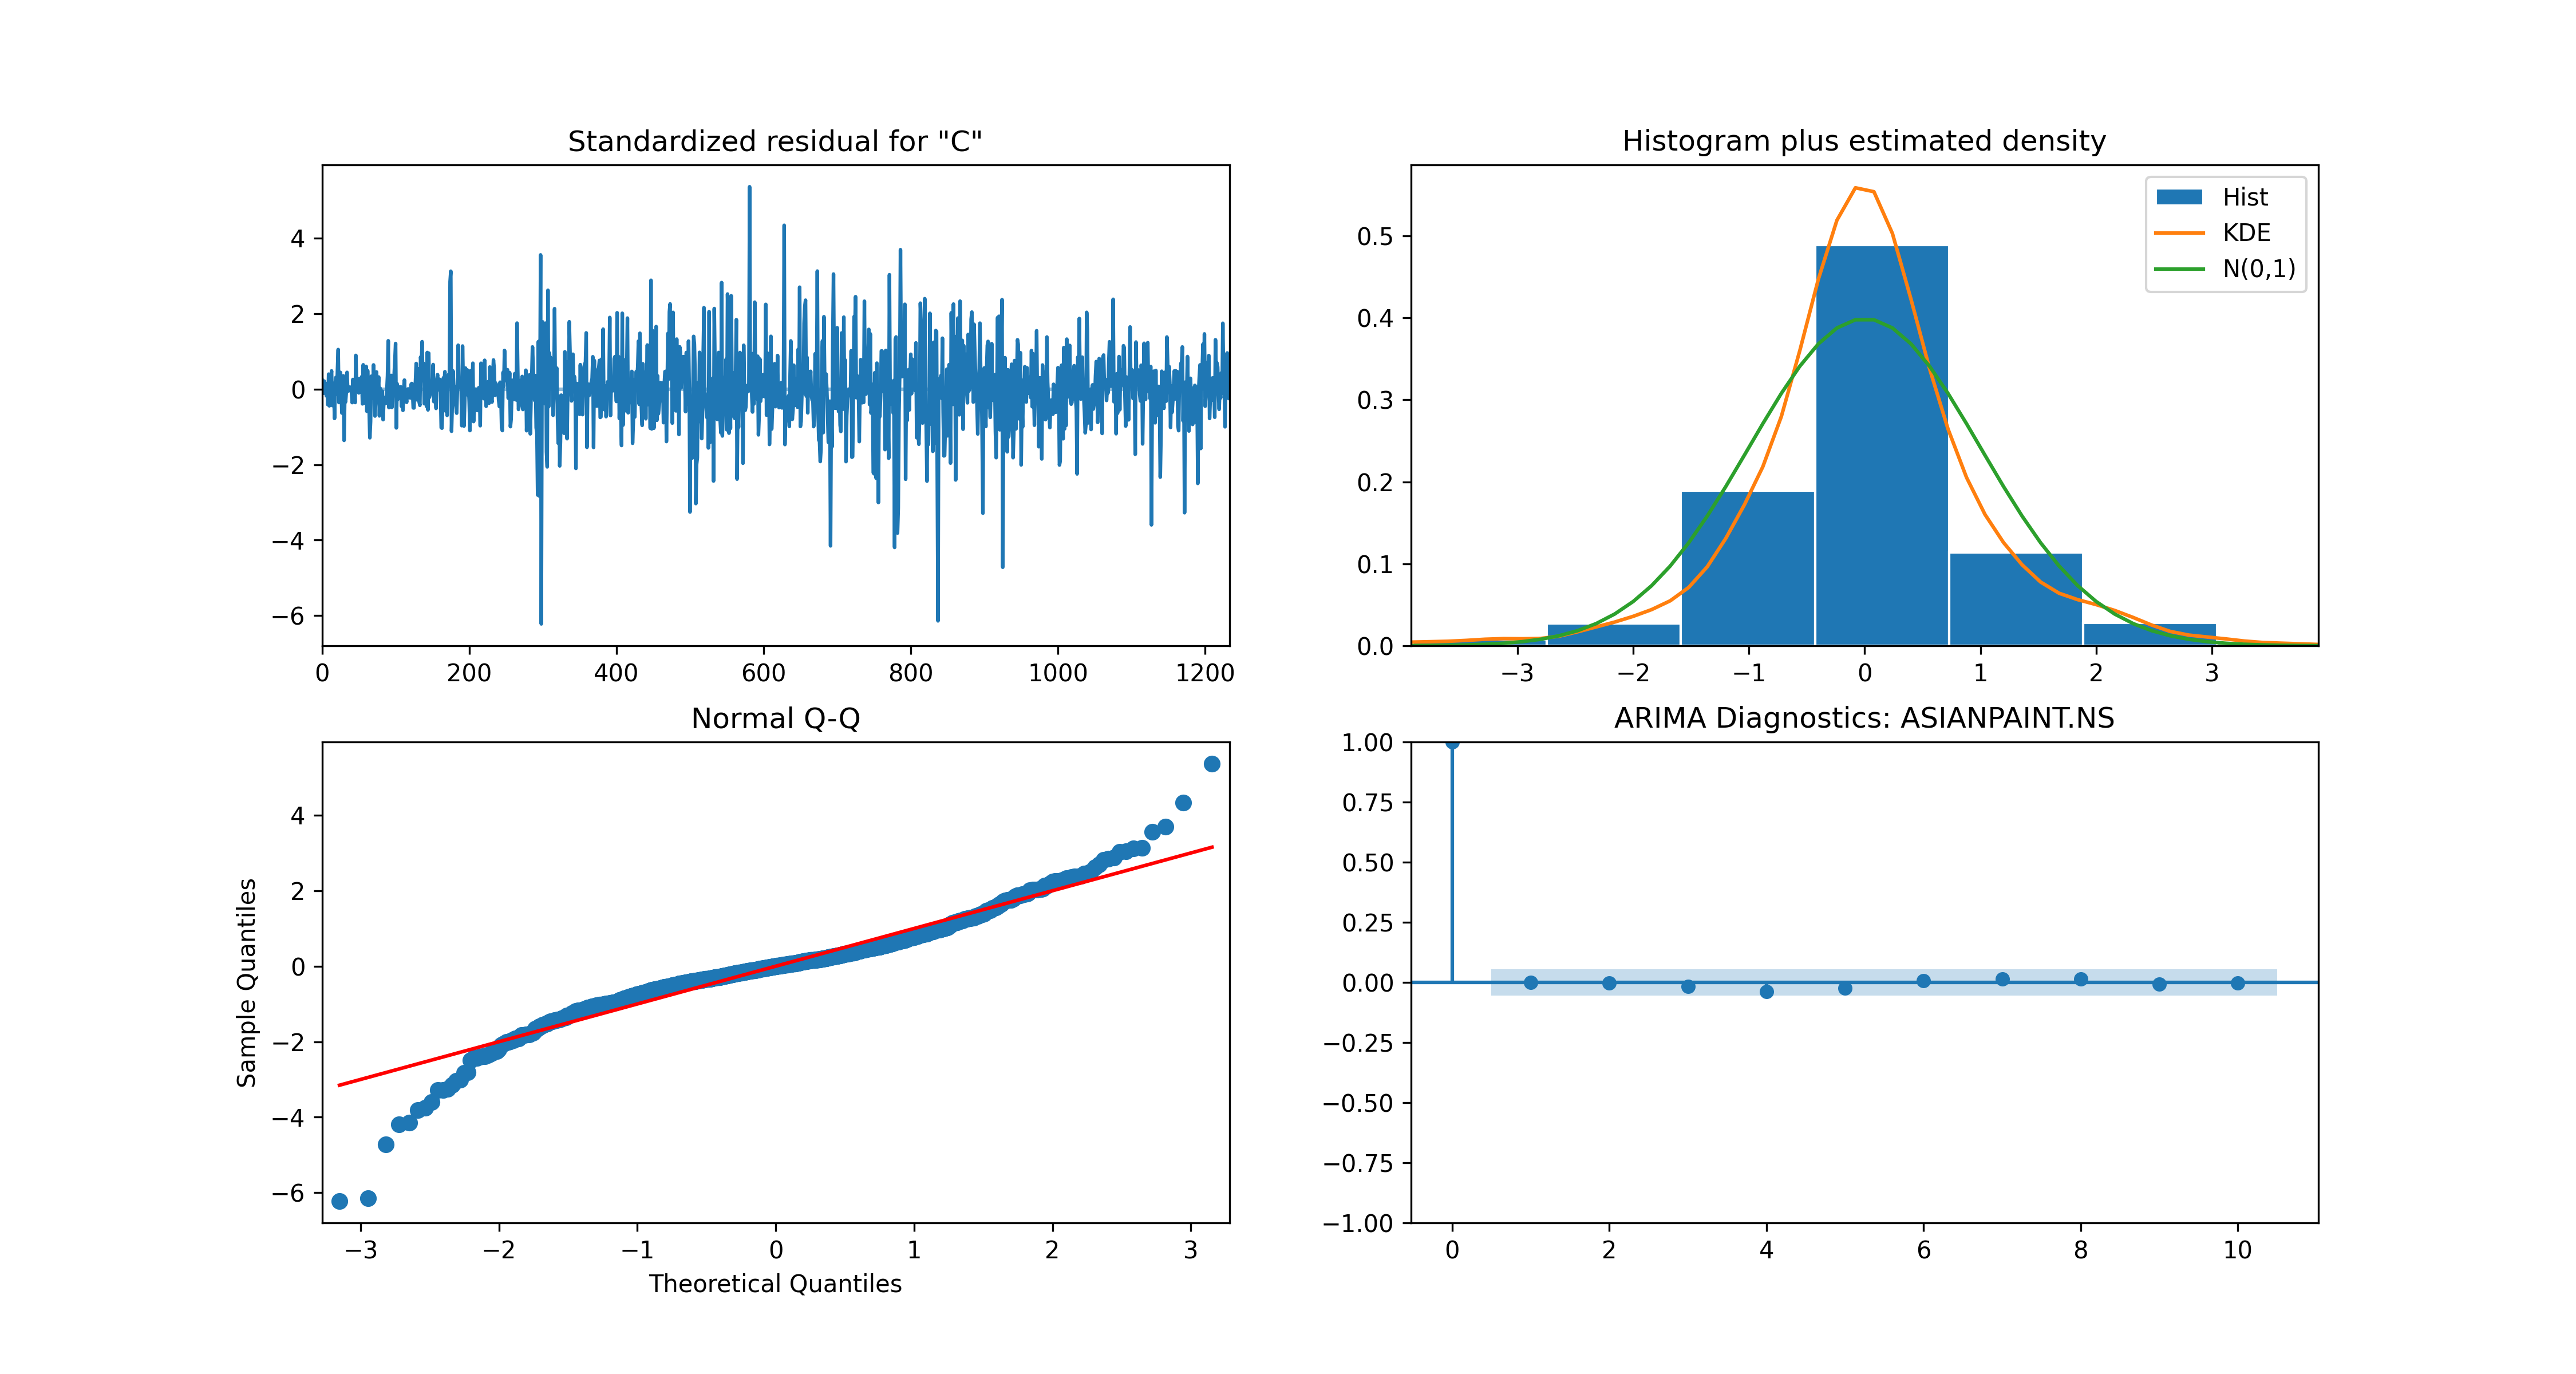 Standardized residual for "C"
4
2
0
−2
−4
−6
0 200 400 600 800 1000 1200
Histogram plus estimated density
Hist
KDE
N(0,1)
0.5
0.4
0.3
0.2
0.1
0.0
−3 −2 −1 0 1 2 3
Normal Q-Q
Sample Quantiles
4
2
0
−2
−4
−6
−3 −2 −1 0 1 2 3
Theoretical Quantiles
ARIMA Diagnostics: ASIANPAINT.NS
1.00
0.75
0.50
0.25
0.00
−0.25
−0.50
−0.75
−1.00
0 2 4 6 8 10